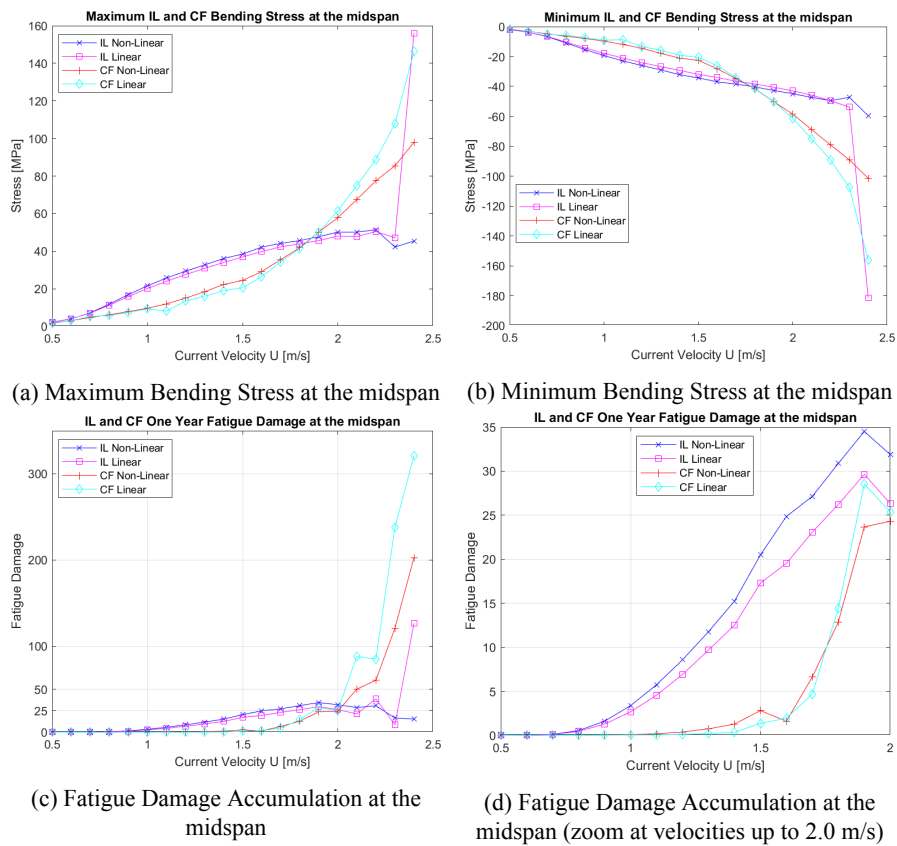 Maximum IL and CF Bending Stress at the midspan
160
140
120
100
80
60
40
20
0
Stress [MPa]
IL Non-Linear
IL Linear
CF Non-Linear
CF Linear
0.5 1 1.5 2 2.5
Current Velocity U [m/s]
(a) Maximum Bending Stress at the midspan
Minimum IL and CF Bending Stress at the midspan
0
-20
-40
-60
-80
-100
-120
-140
-160
-180
-200
Stress [MPa]
IL Non-Linear
IL Linear
CF Non-Linear
CF Linear
0.5 1 1.5 2 2.5
Current Velocity U [m/s]
(b) Minimum Bending Stress at the midspan
IL and CF One Year Fatigue Damage at the midspan
300
200
100
50
25
0
Fatigue Damage
IL Non-Linear
IL Linear
CF Non-Linear
CF Linear
0.5 1 1.5 2 2.5
Current Velocity U [m/s]
(c) Fatigue Damage Accumulation at the
midspan
IL and CF One Year Fatigue Damage at the midspan
35
30
25
20
15
10
5
0
Fatigue Damage
IL Non-Linear
IL Linear
CF Non-Linear
CF Linear
0.5 1 1.5 2
Current Velocity U [m/s]
(d) Fatigue Damage Accumulation at the
midspan (zoom at velocities up to 2.0 m/s)